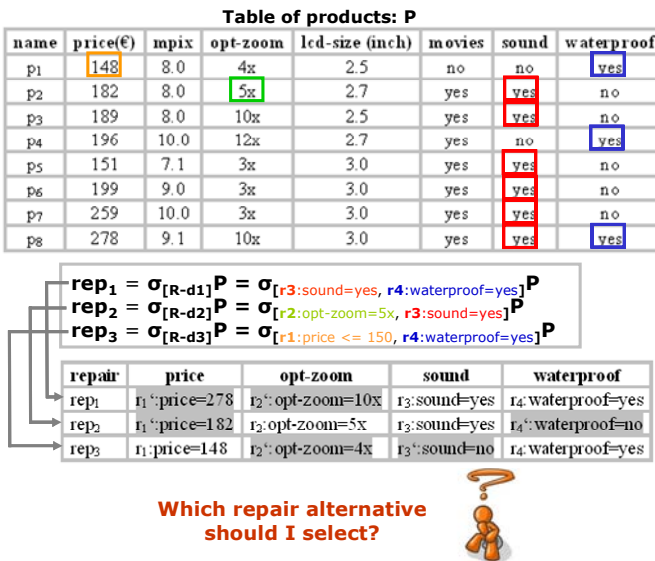 Table of products: P
name price(€) mpix opt-zoom lcd-size (inch) movies sound waterproof
p1 148 8.0 4x 2.5 no no yes
p2 182 8.0 5x 2.7 yes yes no
p3 189 8.0 10x 2.5 yes yes no
p4 196 10.0 12x 2.7 yes no yes
p5 151 7.1 3x 3.0 yes yes no
p6 199 9.0 3x 3.0 yes yes no
p7 259 10.0 3x 3.0 yes yes no
p8 278 9.1 10x 3.0 yes yes yes
rep1 = σ[R-d1]P = σ[r3:sound=yes, r4:waterproof=yes]P
rep2 = σ[R-d2]P = σ[r2:opt-zoom=5x, r3:sound=yes]P
rep3 = σ[R-d3]P = σ[r1:price <= 150, r4:waterproof=yes]P
repair price opt-zoom sound waterproof
rep1 r1‘:price=278 r2‘:opt-zoom=10x r3:sound=yes r4:waterproof=yes
rep2 r1‘:price=182 r2:opt-zoom=5x r3:sound=yes r4‘:waterproof=no
rep3 r1:price=148 r2‘:opt-zoom=4x r3‘:sound=no r4:waterproof=yes
Which repair alternative
should I select?